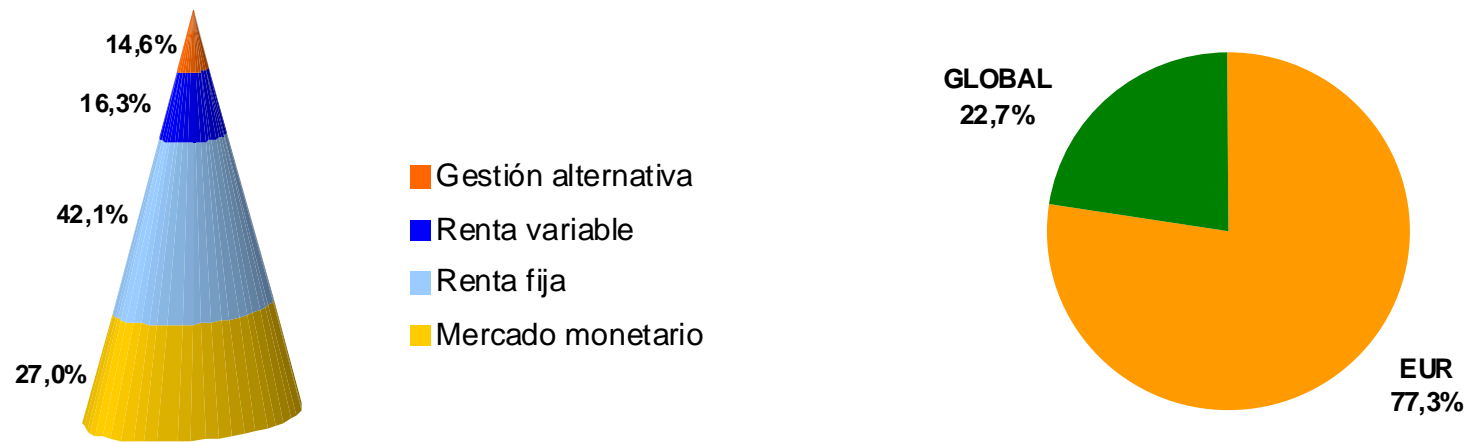 14,6%
16,3%
42,1%
27,0%
Gestión alternativa
Renta variable
Renta fija
Mercado monetario
GLOBAL
22,7%
EUR
77,3%